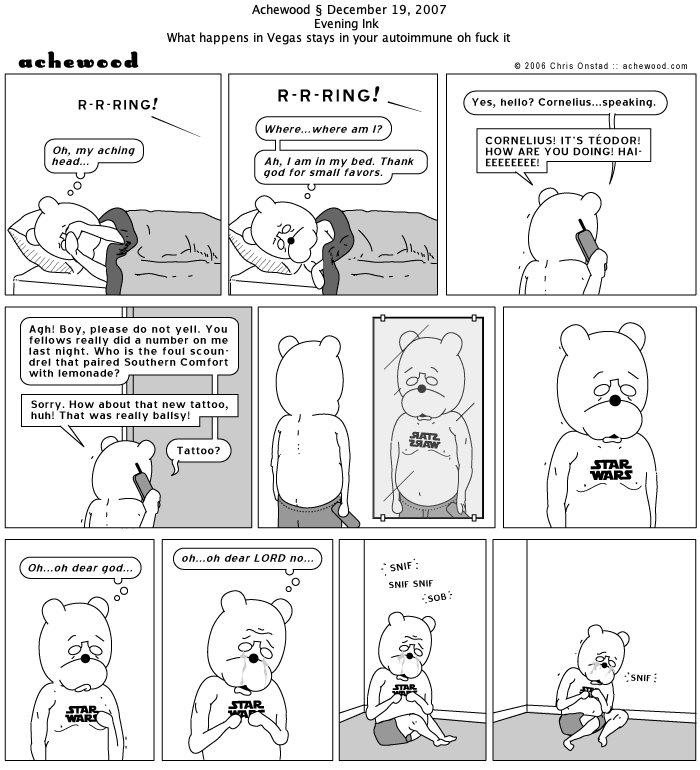 Achewood § December 19, 2007
Evening Ink
What happens in Vegas stays in your autoimmune oh fuck it
achewood
© 2006 Chris Onstad :: achewood.com
R-R-RING!
Oh, my aching
head...
R-R-RING!
Where...where am I?
Ah, I am in my bed. Thank
god for small favors.
Yes, hello? Cornelius...speaking.
CORNELIUS! IT'S TÉODOR!
HOW ARE YOU DOING! HAI-
EEEEEEEE!
Agh! Boy, please do not yell. You
fellows really did a number on me
last night. Who is the foul scoun-
drel that paired Southern Comfort
with lemonade?
Sorry. How about that new tattoo,
huh! That was really ballsy!
Tattoo?
STAR
WARS
STAR
WARS
Oh...oh dear god...
STAR
WARS
oh...oh dear LORD no...
STAR
WARS
SNIF
SNIF SNIF
SOB
STAR
WARS
SNIF